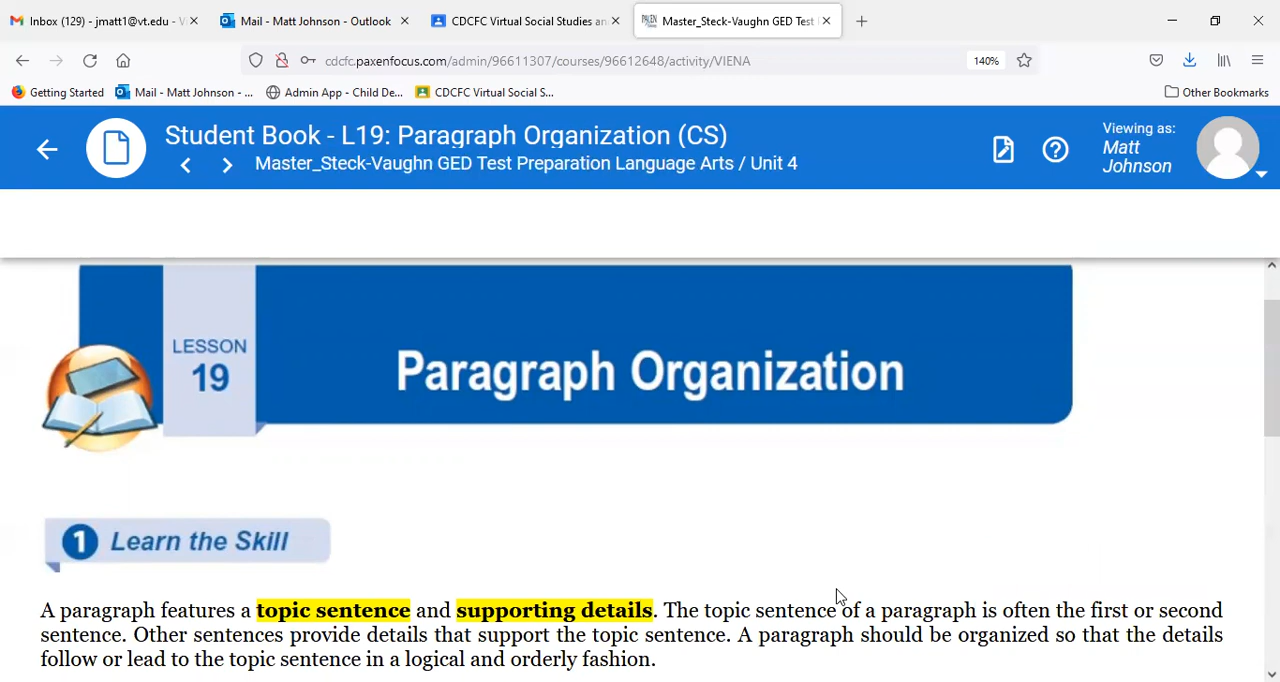 Inbox (129) - jmatt1@vt.edu -
Mail - Matt Johnson - Outlook
CDCFC Virtual Social Studies an
PAXEN
Master_Steck-Vaughn GED Test
cdcfc.paxenfocus.com/admin/96611307/courses/96612648/activity/VIENA
140%
Getting Started
Mail - Matt Johnson - ...
Admin App - Child De...
CDCFC Virtual Social S...
Other Bookmarks
Student Book - L19: Paragraph Organization (CS)
Master_Steck-Vaughn GED Test Preparation Language Arts / Unit 4
Viewing as:
Matt
Johnson
LESSON
19
Paragraph Organization
1 Learn the Skill
A paragraph features a topic sentence and supporting details. The topic sentence of a paragraph is often the first or second
sentence. Other sentences provide details that support the topic sentence. A paragraph should be organized so that the details
follow or lead to the topic sentence in a logical and orderly fashion.